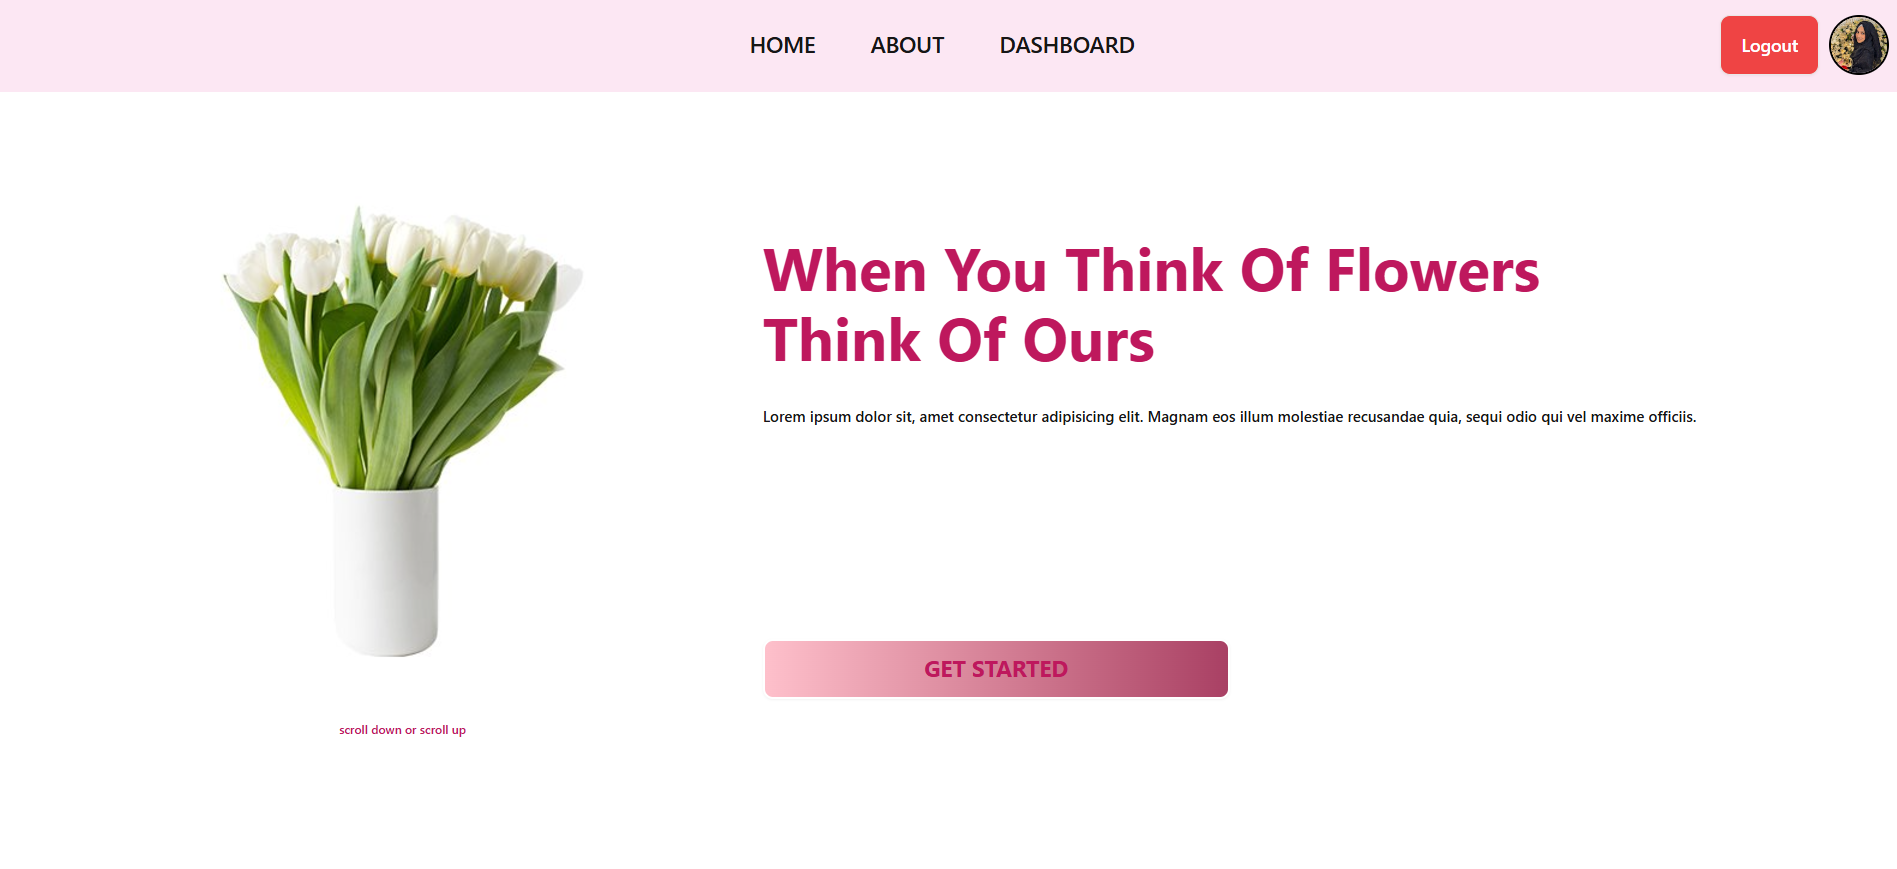 HOME ABOUT DASHBOARD Logout
When You Think Of Flowers
Think Of Ours
Lorem ipsum dolor sit, amet consectetur adipisicing elit. Magnam eos illum molestiae recusandae quia, sequi odio qui vel maxime officiis.
GET STARTED
scroll down or scroll up